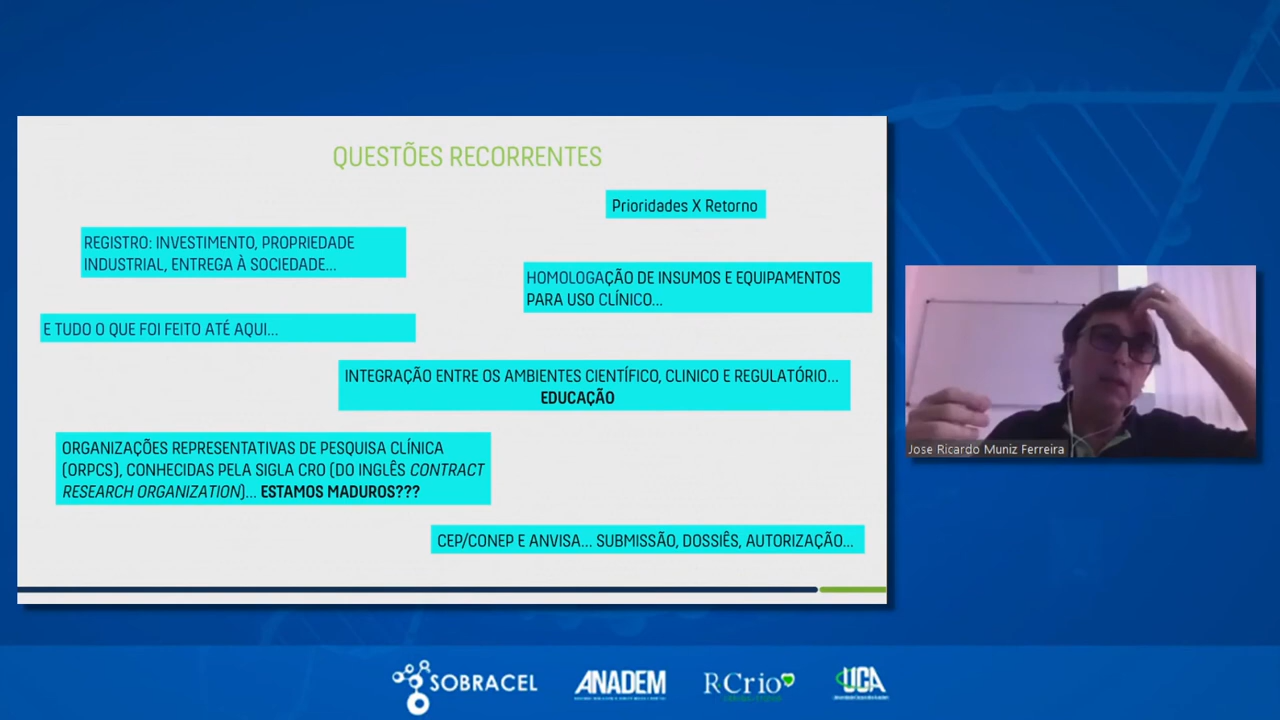 QUESTÕES RECORRENTES
Prioridades X Retorno
REGISTRO: INVESTIMENTO, PROPRIEDADE
INDUSTRIAL, ENTREGA À SOCIEDADE...
HOMOLOGAÇÃO DE INSUMOS E EQUIPAMENTOS
PARA USO CLÍNICO...
E TUDO O QUE FOI FEITO ATÉ AQUI...
INTEGRAÇÃO ENTRE OS AMBIENTES CIENTÍFICO, CLINICO E REGULATÓRIO...
EDUCAÇÃO
ORGANIZAÇÕES REPRESENTATIVAS DE PESQUISA CLÍNICA
(ORPCS), CONHECIDAS PELA SIGLA CRO (DO INGLÊS CONTRACT
RESEARCH ORGANIZATION)... ESTAMOS MADUROS???
CEP/CONEP E ANVISA... SUBMISSÃO, DOSSIÊS, AUTORIZAÇÃO...
Jose Ricardo Muniz Ferreira
SOBRACEL
ANADEM
RCrio
UCA